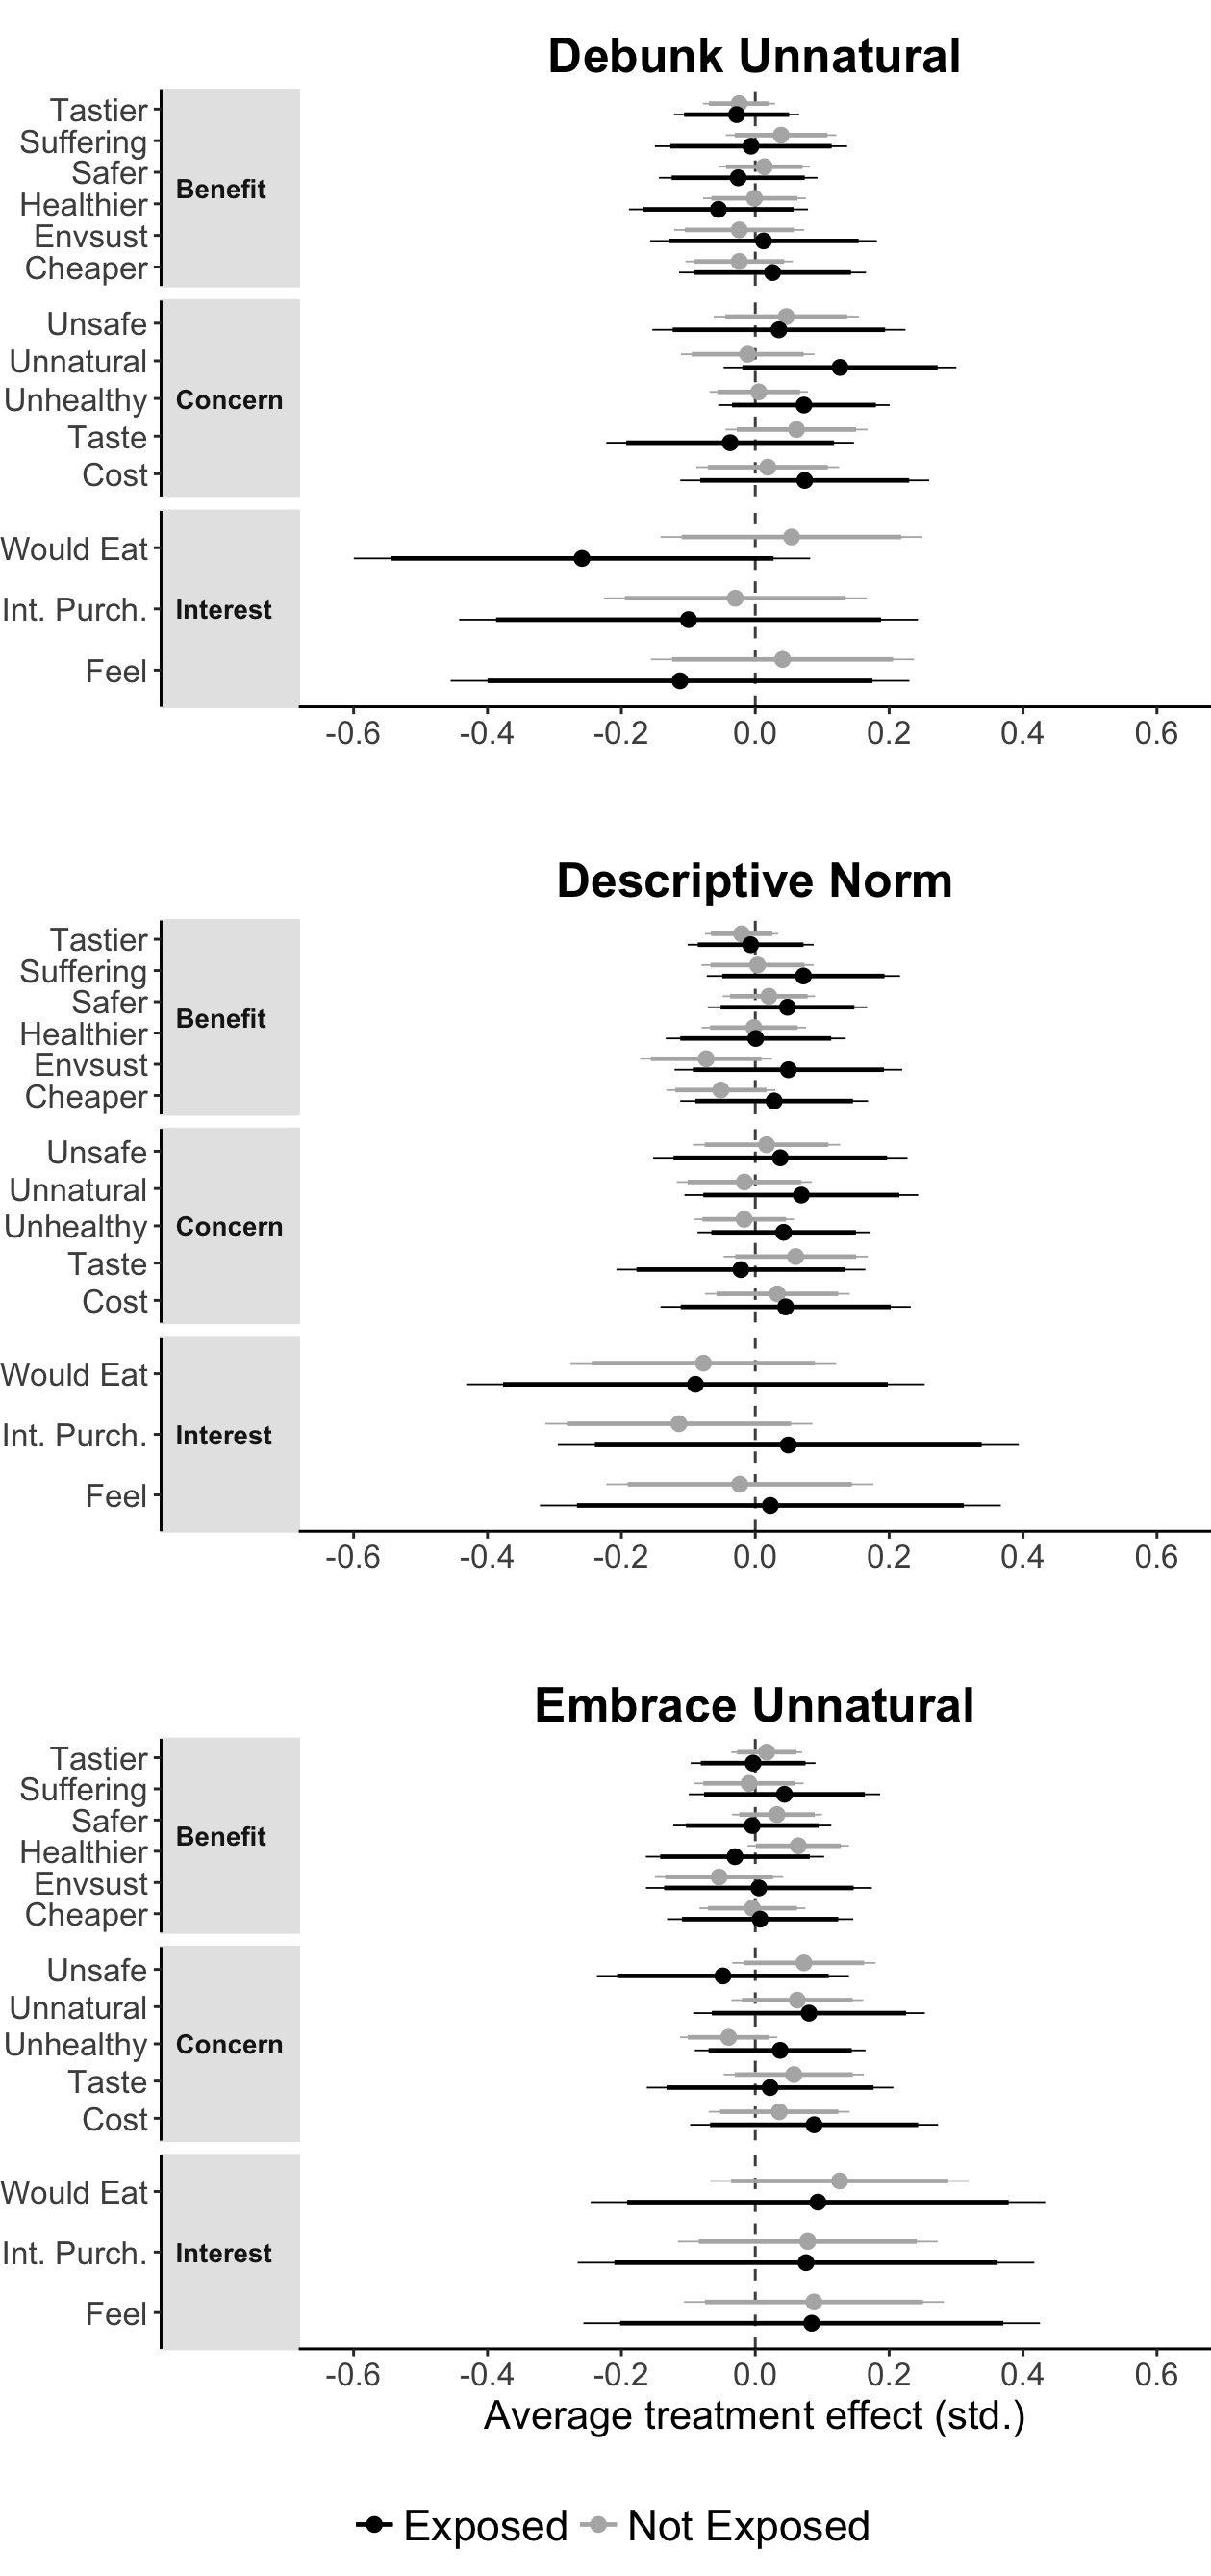 Debunk Unnatural
Tastier
Suffering
Safer
Healthier
Envsust
Cheaper
Benefit
Unsafe
Unnatural
Unhealthy
Taste
Cost
Concern
Would Eat
Int. Purch.
Feel
Interest
-0.6 -0.4 -0.2 0.0 0.2 0.4 0.6
Descriptive Norm
Tastier
Suffering
Safer
Healthier
Envsust
Cheaper
Benefit
Unsafe
Unnatural
Unhealthy
Taste
Cost
Concern
Would Eat
Int. Purch.
Feel
Interest
-0.6 -0.4 -0.2 0.0 0.2 0.4 0.6
Embrace Unnatural
Tastier
Suffering
Safer
Healthier
Envsust
Cheaper
Benefit
Unsafe
Unnatural
Unhealthy
Taste
Cost
Concern
Would Eat
Int. Purch.
Feel
Interest
-0.6 -0.4 -0.2 0.0 0.2 0.4 0.6
Average treatment effect (std.)
Exposed Not Exposed